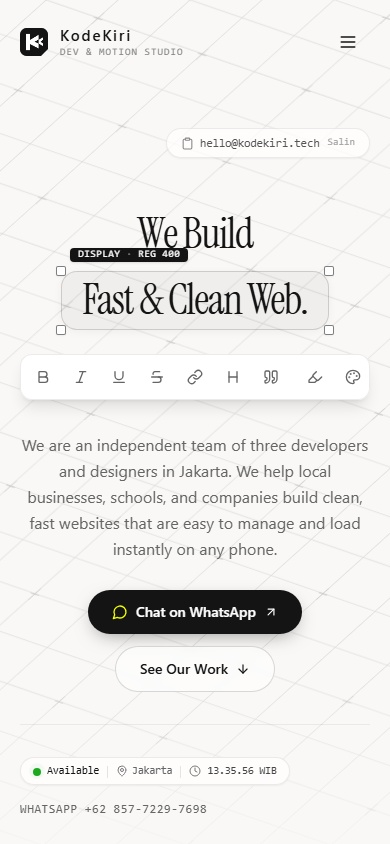 KodeKiri
DEV & MOTION STUDIO
hello@kodekiri.tech Salin
We Build
DISPLAY · REG 400
Fast & Clean Web.
B I U S H
We are an independent team of three developers
and designers in Jakarta. We help local
businesses, schools, and companies build clean,
fast websites that are easy to manage and load
instantly on any phone.
Chat on WhatsApp
See Our Work
Available Jakarta 13.35.56 WIB
WHATSAPP +62 857-7229-7698